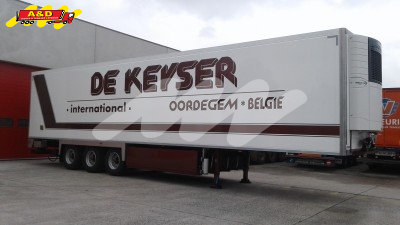 A&D
DE KEYSER
• international •
OORDEGEM • BELGIE